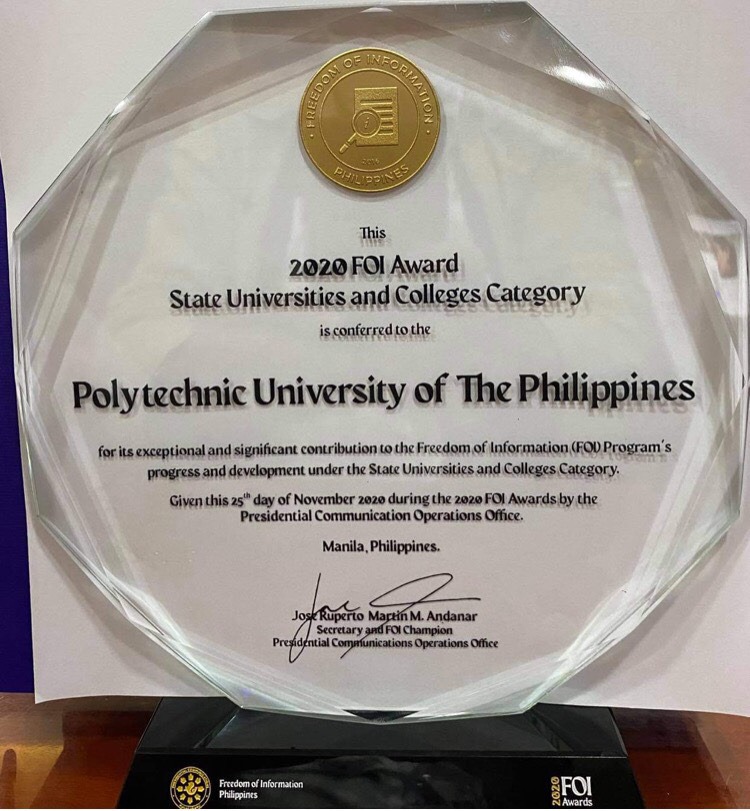 FREEDOM OF INFORMATION
PHILIPPINES
This
2020 FOI Award
State Universities and Colleges Category
is conferred to the
Polytechnic University of The Philippines
for its exceptional and significant contribution to the Freedom of Information (FOI) Program's
progress and development under the State Universities and Colleges Category.
Given this 25th day of November 2020 during the 2020 FOI Awards by the
Presidential Communication Operations Office.
Manila, Philippines.
Jose Ruperto Martin M. Andanar
Secretary and FOI Champion
Presidential Communications Operations Office
Freedom of Information
Philippines
2020 FOI
Awards